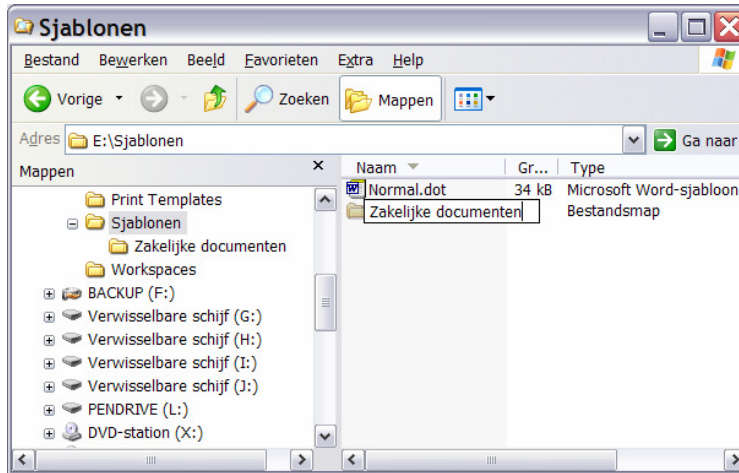 Sjablonen
Bestand Bewerken Beeld Favorieten Extra Help
Vorige Zoeken Mappen
Adres E:\Sjablonen Ga naar
Mappen
Print Templates
Sjablonen
Zakelijke documenten
Workspaces
BACKUP (F:)
Verwisselbare schijf (G:)
Verwisselbare schijf (H:)
Verwisselbare schijf (I:)
Verwisselbare schijf (J:)
PENDRIVE (L:)
DVD-station (X:)
Naam Gr... Type
Normal.dot 34 kB Microsoft Word-sjabloon
Zakelijke documenten Bestandsmap